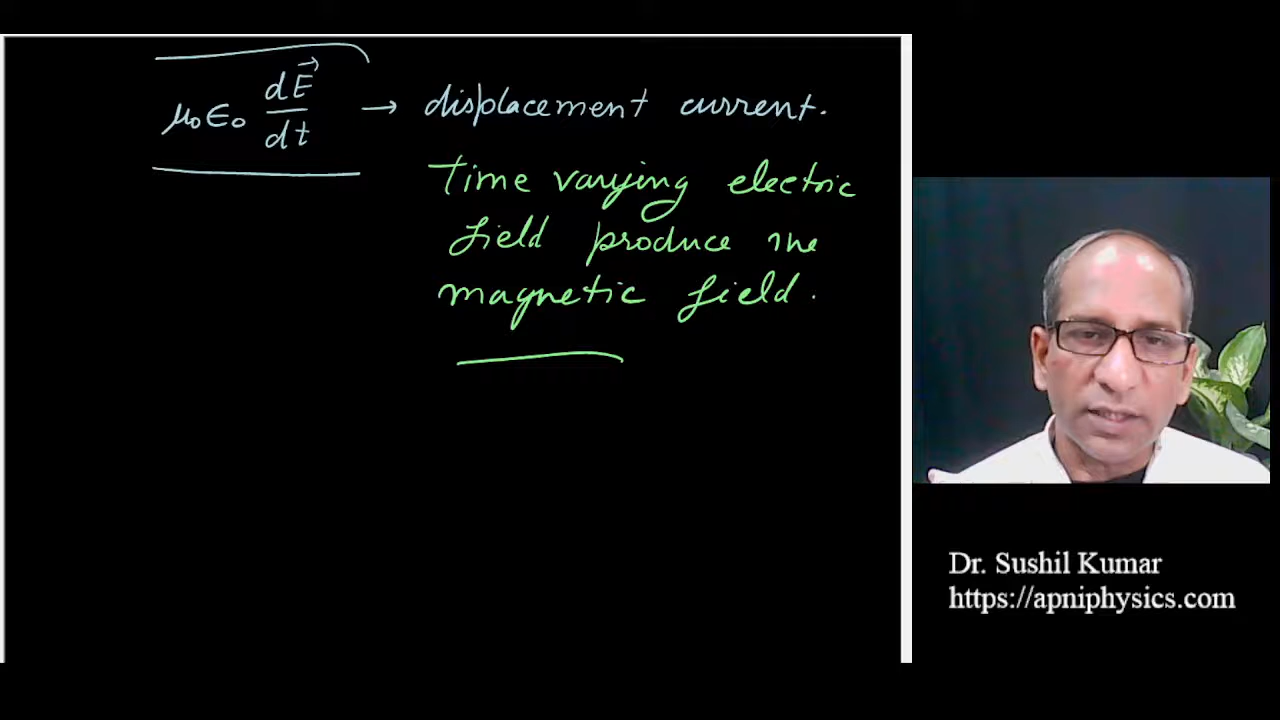 μ₀ε₀ dE⃗/dt → displacement current.
Time varying electric
field produce the
magnetic field.
Dr. Sushil Kumar
https://apniphysics.com